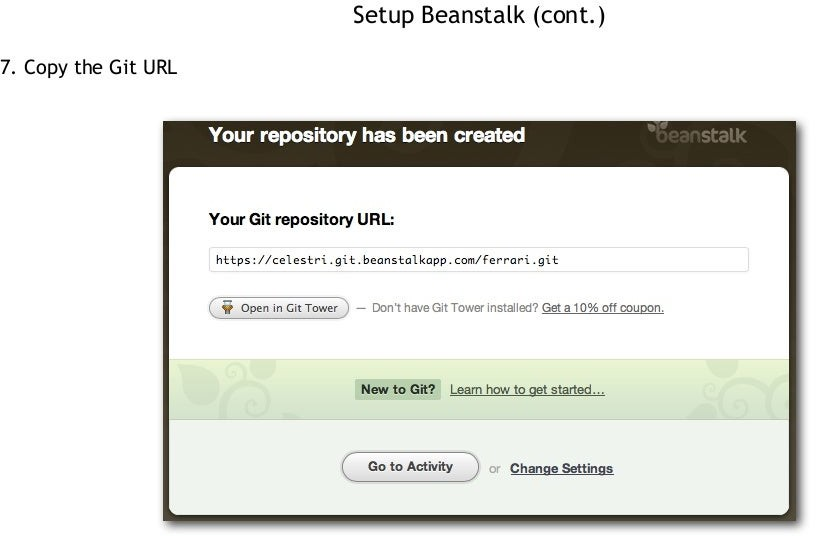 Setup Beanstalk (cont.)
7. Copy the Git URL
Your repository has been created
beanstalk
Your Git repository URL:
https://celestri.git.beanstalkapp.com/ferrari.git
Open in Git Tower — Don't have Git Tower installed? Get a 10% off coupon.
New to Git? Learn how to get started...
Go to Activity or Change Settings